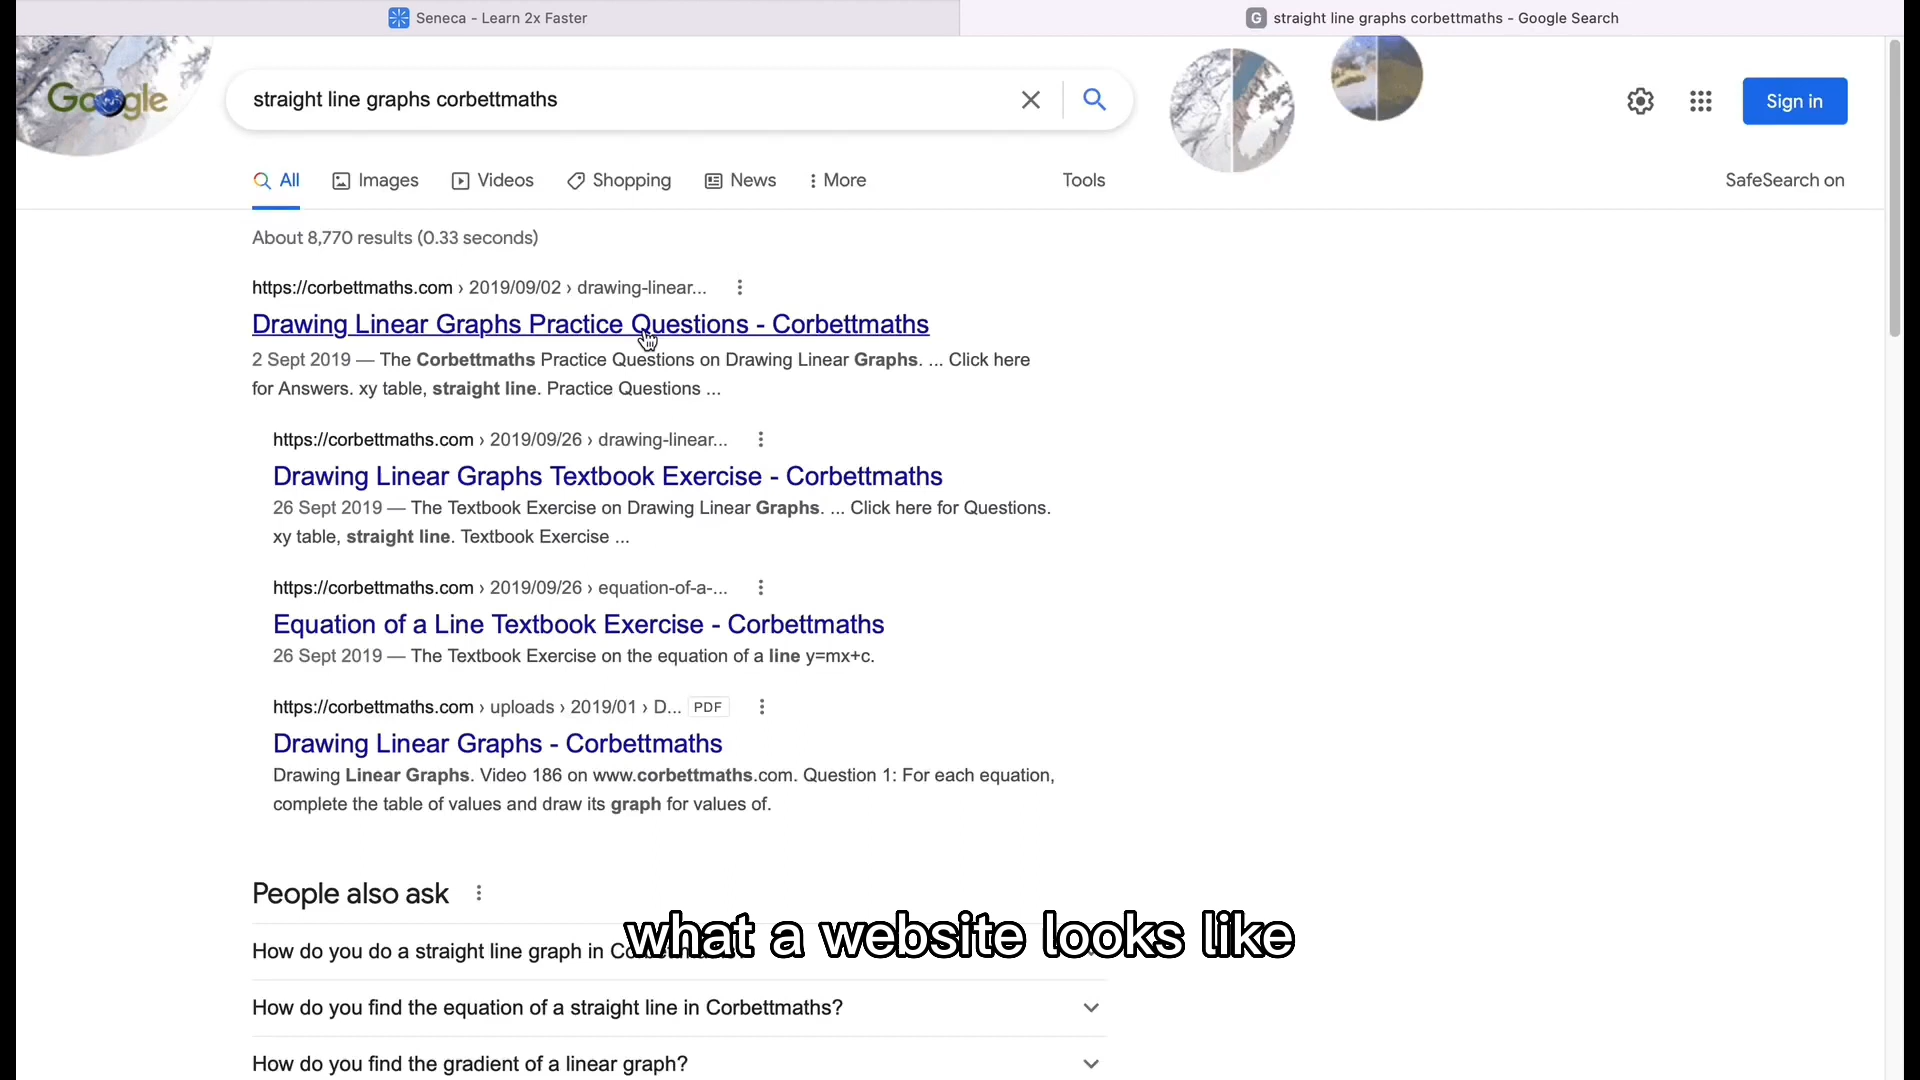 Seneca - Learn 2x Faster
G straight line graphs corbettmaths - Google Search
Google
straight line graphs corbettmaths
Sign in
All Images Videos Shopping News More Tools SafeSearch on
About 8,770 results (0.33 seconds)
https://corbettmaths.com › 2019/09/02 › drawing-linear...
Drawing Linear Graphs Practice Questions - Corbettmaths
2 Sept 2019 — The Corbettmaths Practice Questions on Drawing Linear Graphs. ... Click here
for Answers. xy table, straight line. Practice Questions ...
https://corbettmaths.com › 2019/09/26 › drawing-linear...
Drawing Linear Graphs Textbook Exercise - Corbettmaths
26 Sept 2019 — The Textbook Exercise on Drawing Linear Graphs. ... Click here for Questions.
xy table, straight line. Textbook Exercise ...
https://corbettmaths.com › 2019/09/26 › equation-of-a-...
Equation of a Line Textbook Exercise - Corbettmaths
26 Sept 2019 — The Textbook Exercise on the equation of a line y=mx+c.
https://corbettmaths.com › uploads › 2019/01 › D... PDF
Drawing Linear Graphs - Corbettmaths
Drawing Linear Graphs. Video 186 on www.corbettmaths.com. Question 1: For each equation,
complete the table of values and draw its graph for values of.
People also ask
How do you do a straight line graph in
what a website looks like
How do you find the equation of a straight line in Corbettmaths?
How do you find the gradient of a linear graph?